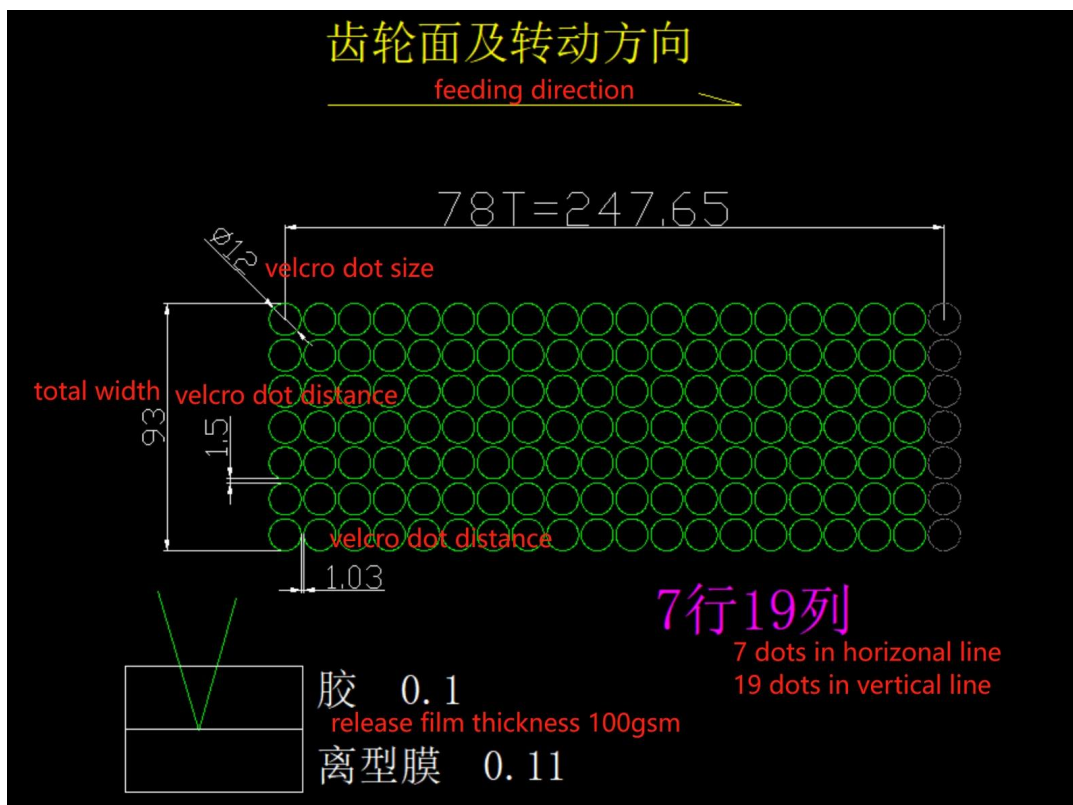 齿轮面及转动方向
feeding direction
78T=247.65
ø12
velcro dot size
total width
velcro dot distance
93
1.5
velcro dot distance
1.03
7行19列
7 dots in horizonal line
19 dots in vertical line
胶 0.1
release film thickness 100gsm
离型膜 0.11